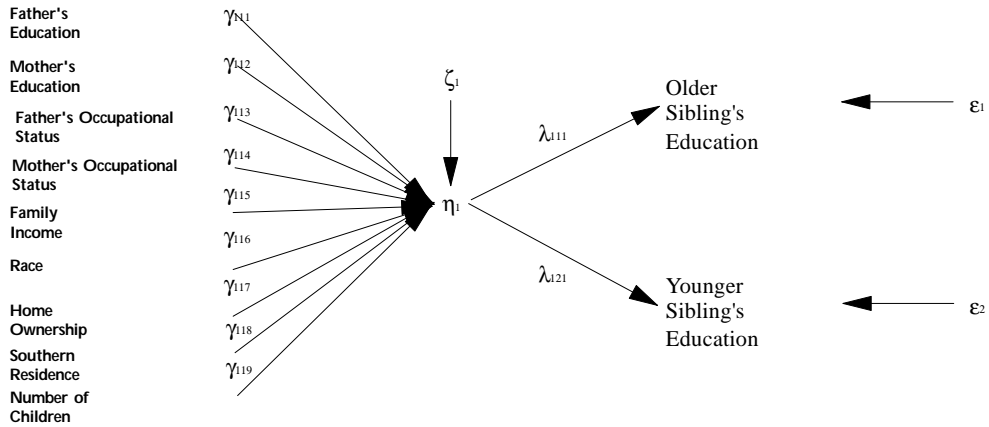 Father's
Education
γ111
Mother's
Education
γ112
Father's Occupational
Status
γ113
Mother's Occupational
Status
γ114
Family
Income
γ115
Race
γ116
Home
Ownership
γ117
Southern
Residence
γ118
Number of
Children
γ119
ζ1
η1
λ111
λ121
Older
Sibling's
Education
ε1
Younger
Sibling's
Education
ε2